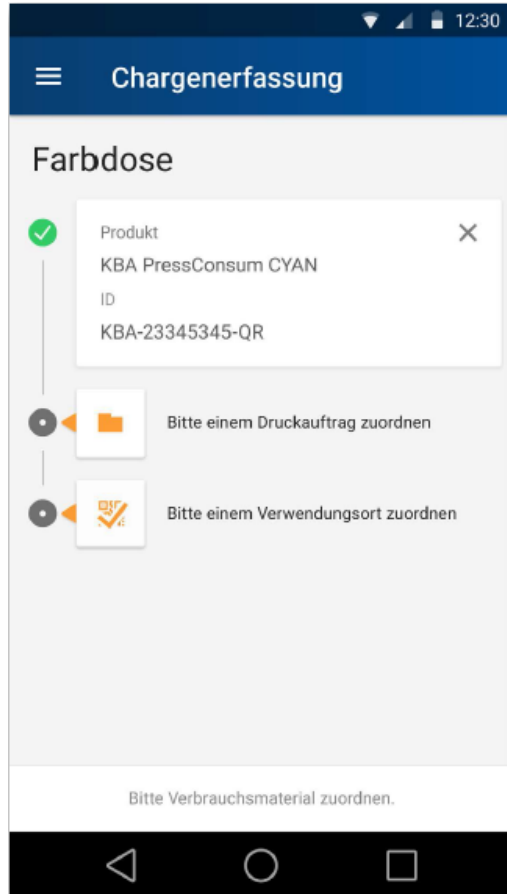 12:30
Chargenerfassung
Farbdose
Produkt
KBA PressConsum CYAN
ID
KBA-23345345-QR
Bitte einem Druckauftrag zuordnen
Bitte einem Verwendungsort zuordnen
Bitte Verbrauchsmaterial zuordnen.